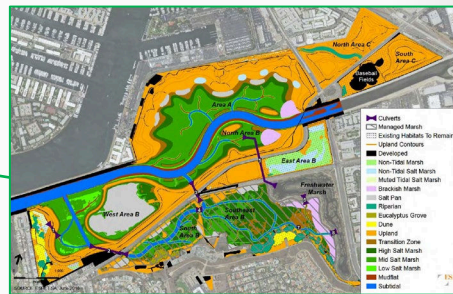 North Area C
South
Area C
Baseball
Fields
Area A
North Area B
East Area B
Freshwater
Marsh
West Area B
South
Area B
Southeast
Area B
Culverts
Managed Marsh
Existing Habitats To Remain
Upland Contours
Developed
Non-Tidal Marsh
Non-Tidal Salt Marsh
Muted Tidal Salt Marsh
Brackish Marsh
Salt Pan
Riparian
Eucalyptus Grove
Dune
Upland
Transition Zone
High Salt Marsh
Mid Salt Marsh
Low Salt Marsh
Mudflat
Subtidal